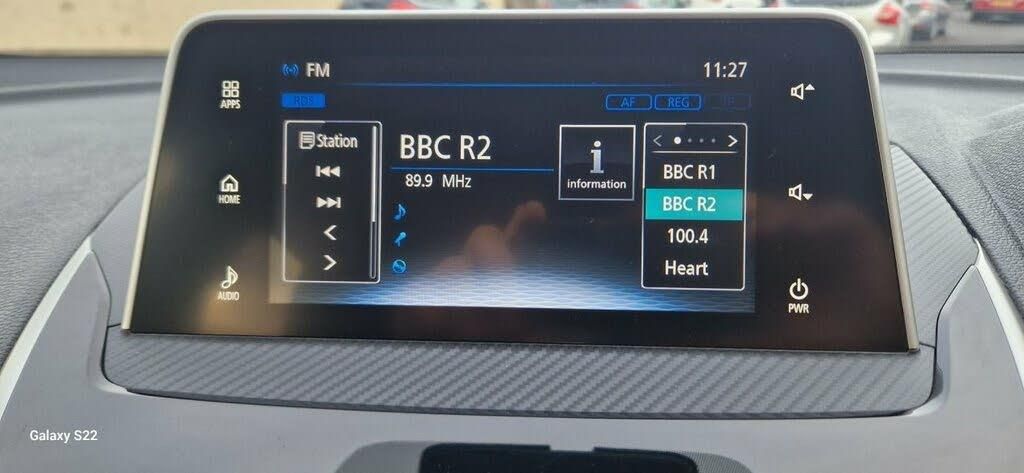 FM
11:27
APPS
RDS
AF REG TP
Station
BBC R2
89.9 MHz
i
information
BBC R1
BBC R2
100.4
Heart
HOME
AUDIO
PWR
Galaxy S22